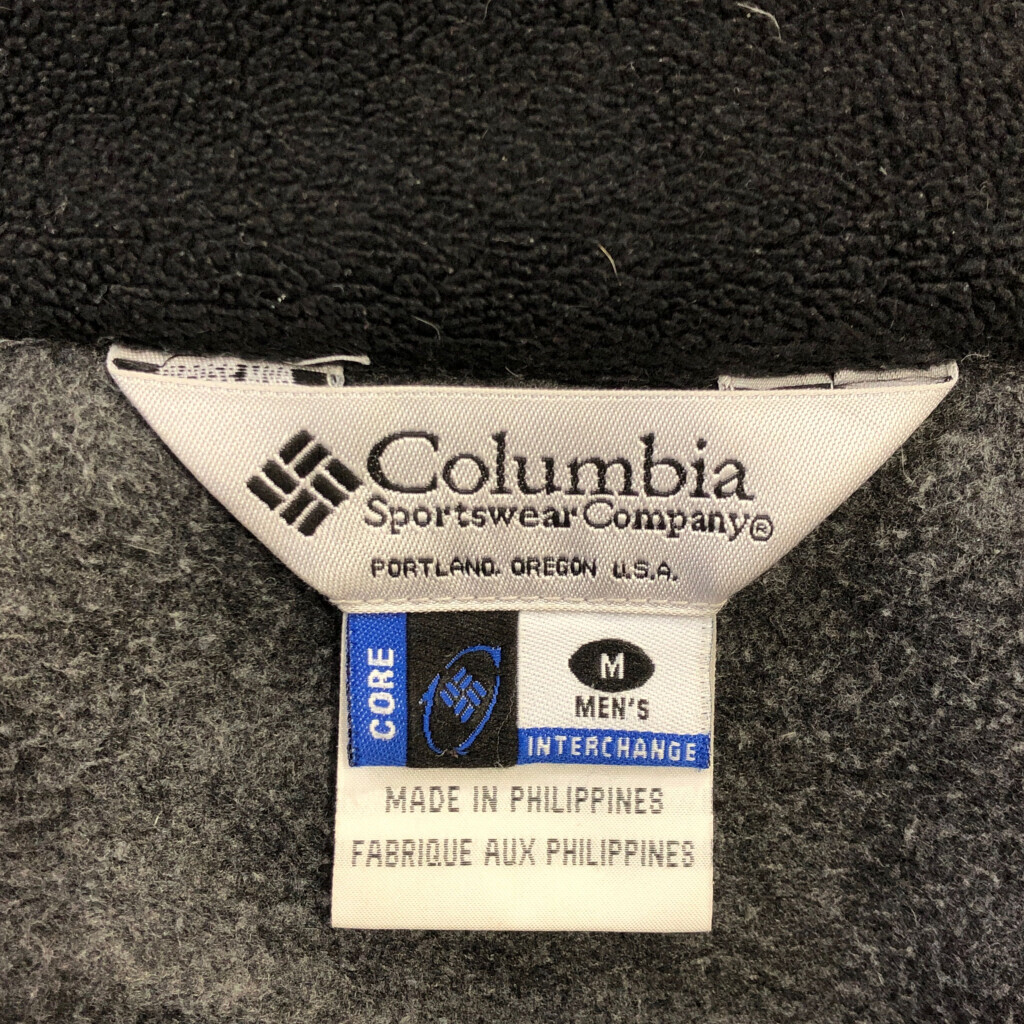 Columbia
Sportswear Company®
PORTLAND. OREGON U.S.A.
CORE
M
MEN'S
INTERCHANGE
MADE IN PHILIPPINES
FABRIQUE AUX PHILIPPINES